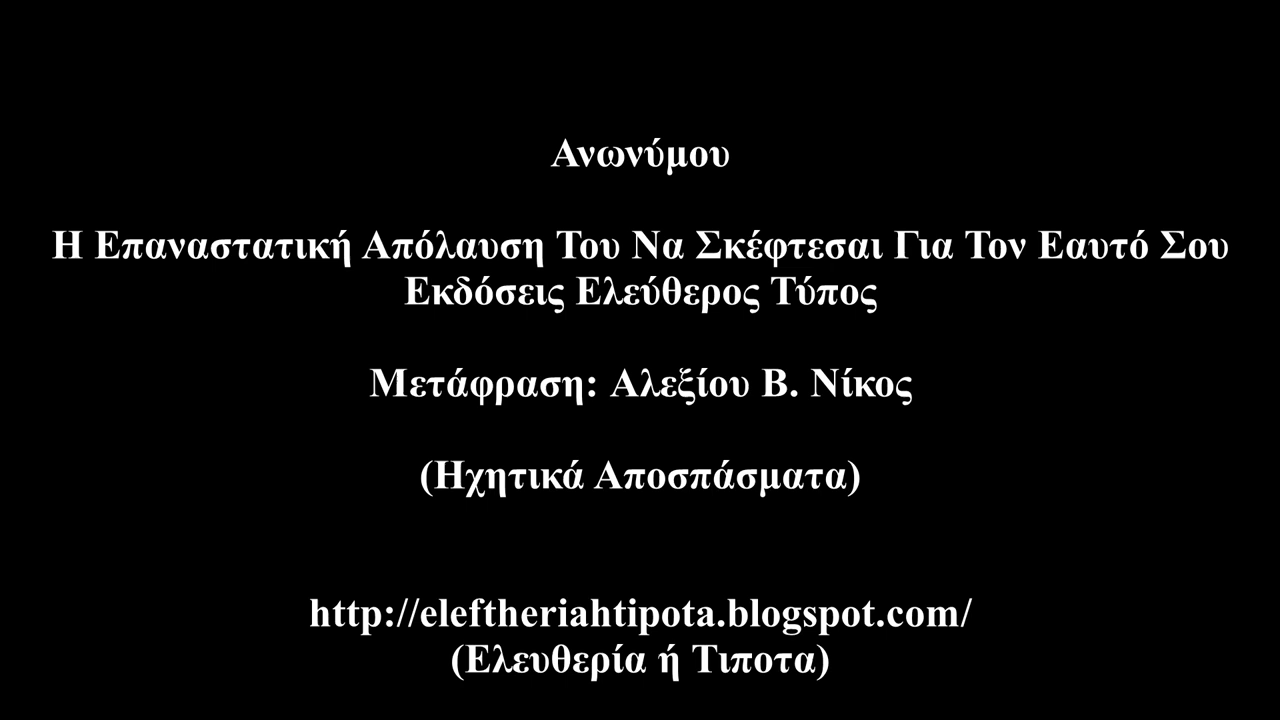 Ανωνύμου
Η Επαναστατική Απόλαυση Του Να Σκέφτεσαι Για Τον Εαυτό Σου
Εκδόσεις Ελεύθερος Τύπος
Μετάφραση: Αλεξίου Β. Νίκος
(Ηχητικά Αποσπάσματα)
http://eleftheriahtipota.blogspot.com/
(Ελευθερία ή Τιποτα)